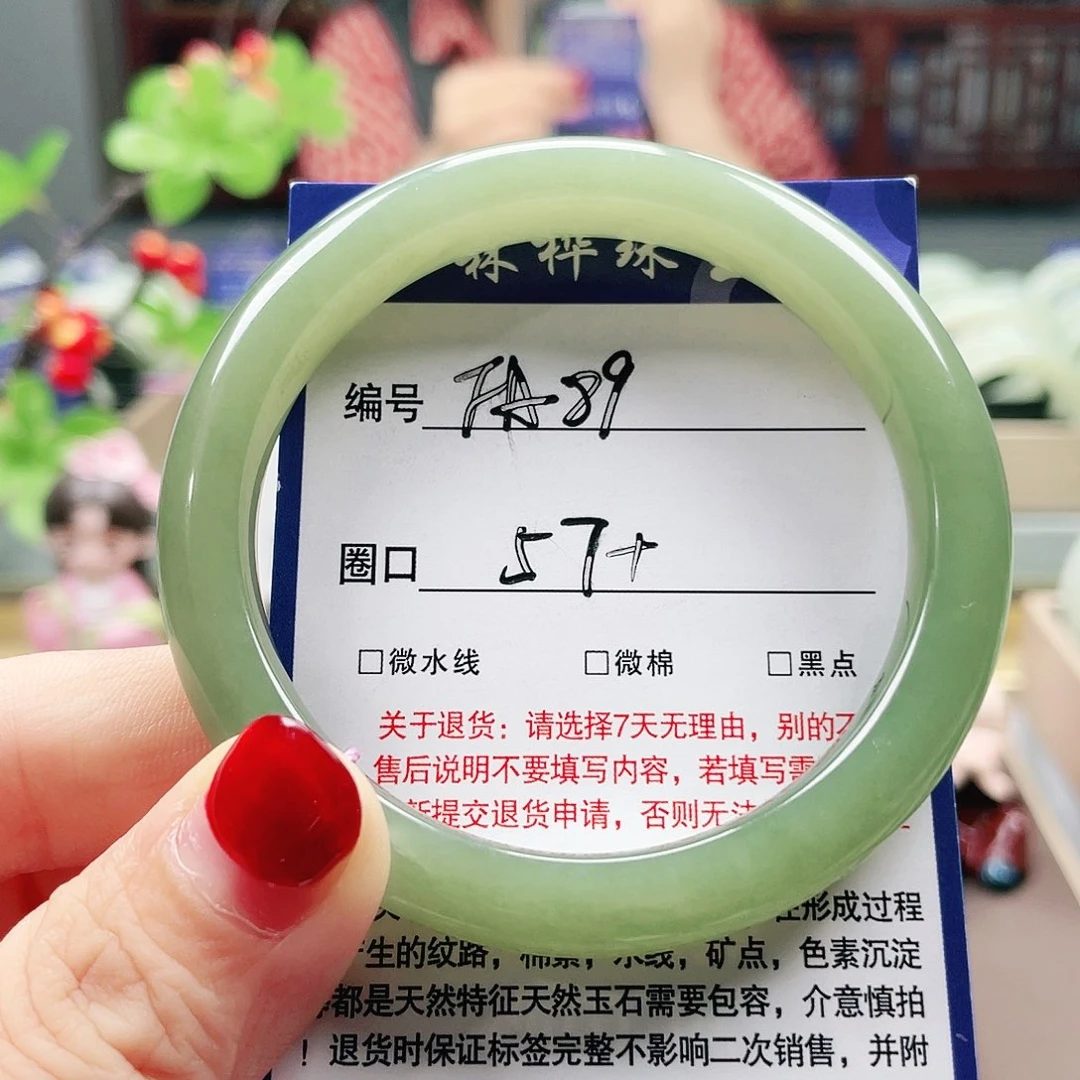 桦珠
编号 FA89
圈口 57+
□微水线 □微棉 □黑点
关于退货：请选择7天无理由，别的不
售后说明不要填写内容，若填写需
新提交退货申请，否则无法
在形成过程
生的纹路，棉絮，水线，矿点，色素沉淀
都是天然特征天然玉石需要包容，介意慎拍
！退货时保证标签完整不影响二次销售，并附